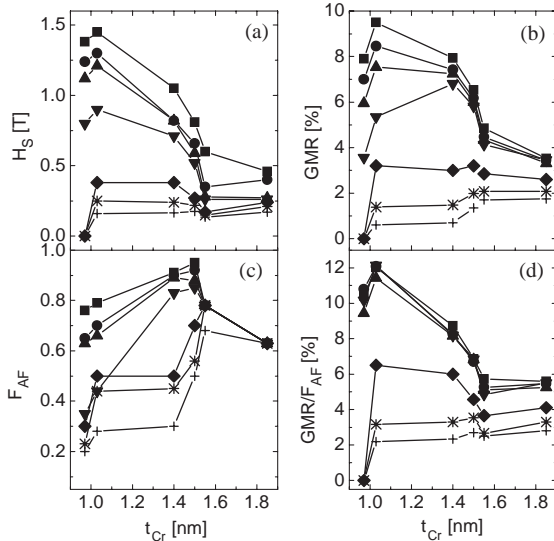 (a)
H_S [T]
1.5
1.0
0.5
0.0
(b)
GMR [%]
10
8
6
4
2
0
(c)
F_AF
0.8
0.6
0.4
0.2
1.0 1.2 1.4 1.6 1.8
t_Cr [nm]
(d)
GMR/F_AF [%]
12
10
8
6
4
2
0
1.0 1.2 1.4 1.6 1.8
t_Cr [nm]